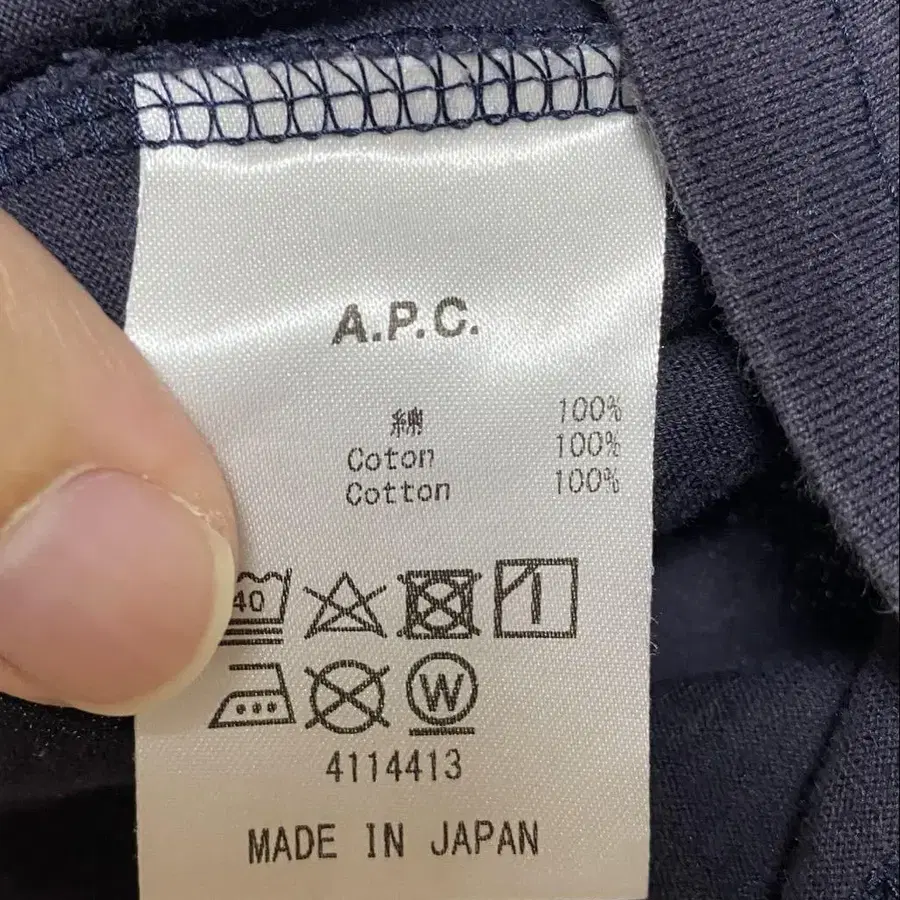 A.P.C.
綿 100%
Coton 100%
Cotton 100%
40
W
4114413
MADE IN JAPAN